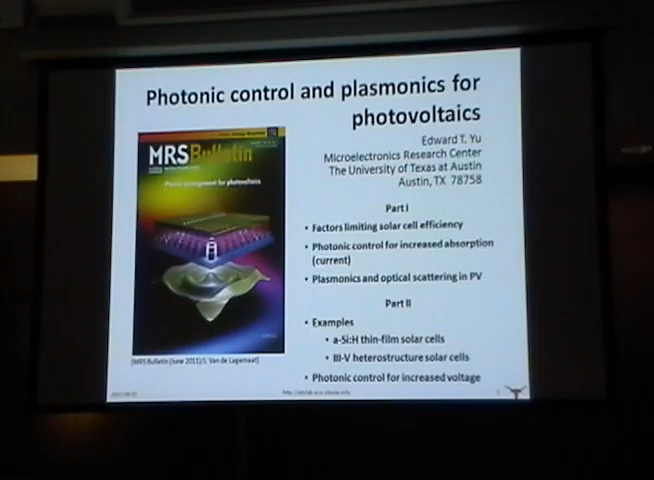 Photonic control and plasmonics for
photovoltaics
Edward T. Yu
Microelectronics Research Center
The University of Texas at Austin
Austin, TX 78758
MRS Bulletin
management for photovoltaics
Part I
• Factors limiting solar cell efficiency
• Photonic control for increased absorption
(current)
• Plasmonics and optical scattering in PV
Part II
• Examples
• a-Si:H thin-film solar cells
• III-V heterostructure solar cells
• Photonic control for increased voltage
[MRS Bulletin (June 2011)/S. Van de Lagemaat]